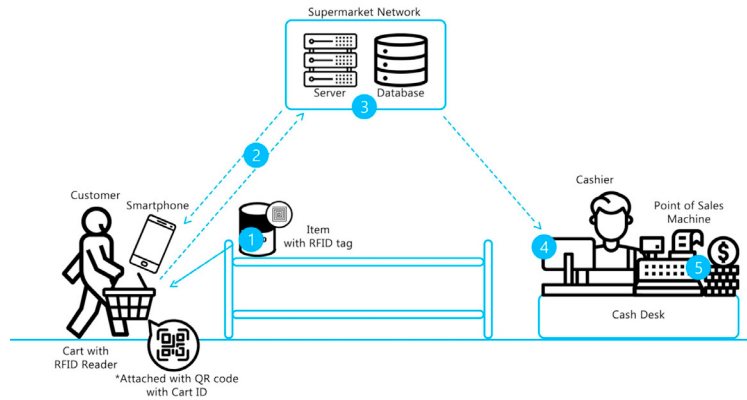 Supermarket Network
Server
Database
3
2
Customer
Smartphone
1
Item
with RFID tag
Cashier
Point of Sales
Machine
$
4
5
Cash Desk
Cart with
RFID Reader
*Attached with QR code
with Cart ID